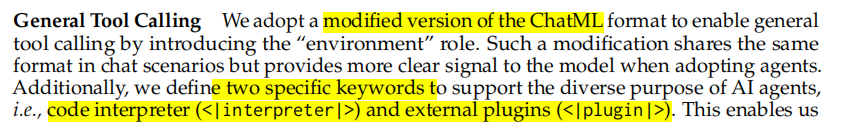 General Tool Calling We adopt a modified version of the ChatML format to enable general
tool calling by introducing the “environment” role. Such a modification shares the same
format in chat scenarios but provides more clear signal to the model when adopting agents.
Additionally, we define two specific keywords to support the diverse purpose of AI agents,
i.e., code interpreter (<|interpreter|>) and external plugins (<|plugin|>). This enables us